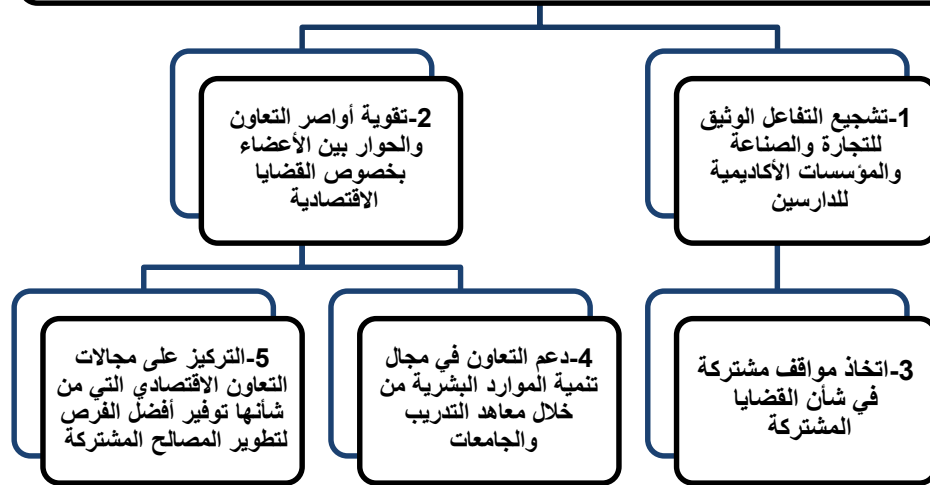 1-تشجيع التفاعل الوثيق
للتجارة والصناعة
والمؤسسات الأكاديمية
للدارسين
2-تقوية أواصر التعاون
والحوار بين الأعضاء
بخصوص القضايا
الاقتصادية
3-اتخاذ مواقف مشتركة
في شأن القضايا
المشتركة
4-دعم التعاون في مجال
تنمية الموارد البشرية من
خلال معاهد التدريب
والجامعات
5-التركيز على مجالات
التعاون الاقتصادي التي من
شأنها توفير أفضل الفرص
لتطوير المصالح المشتركة